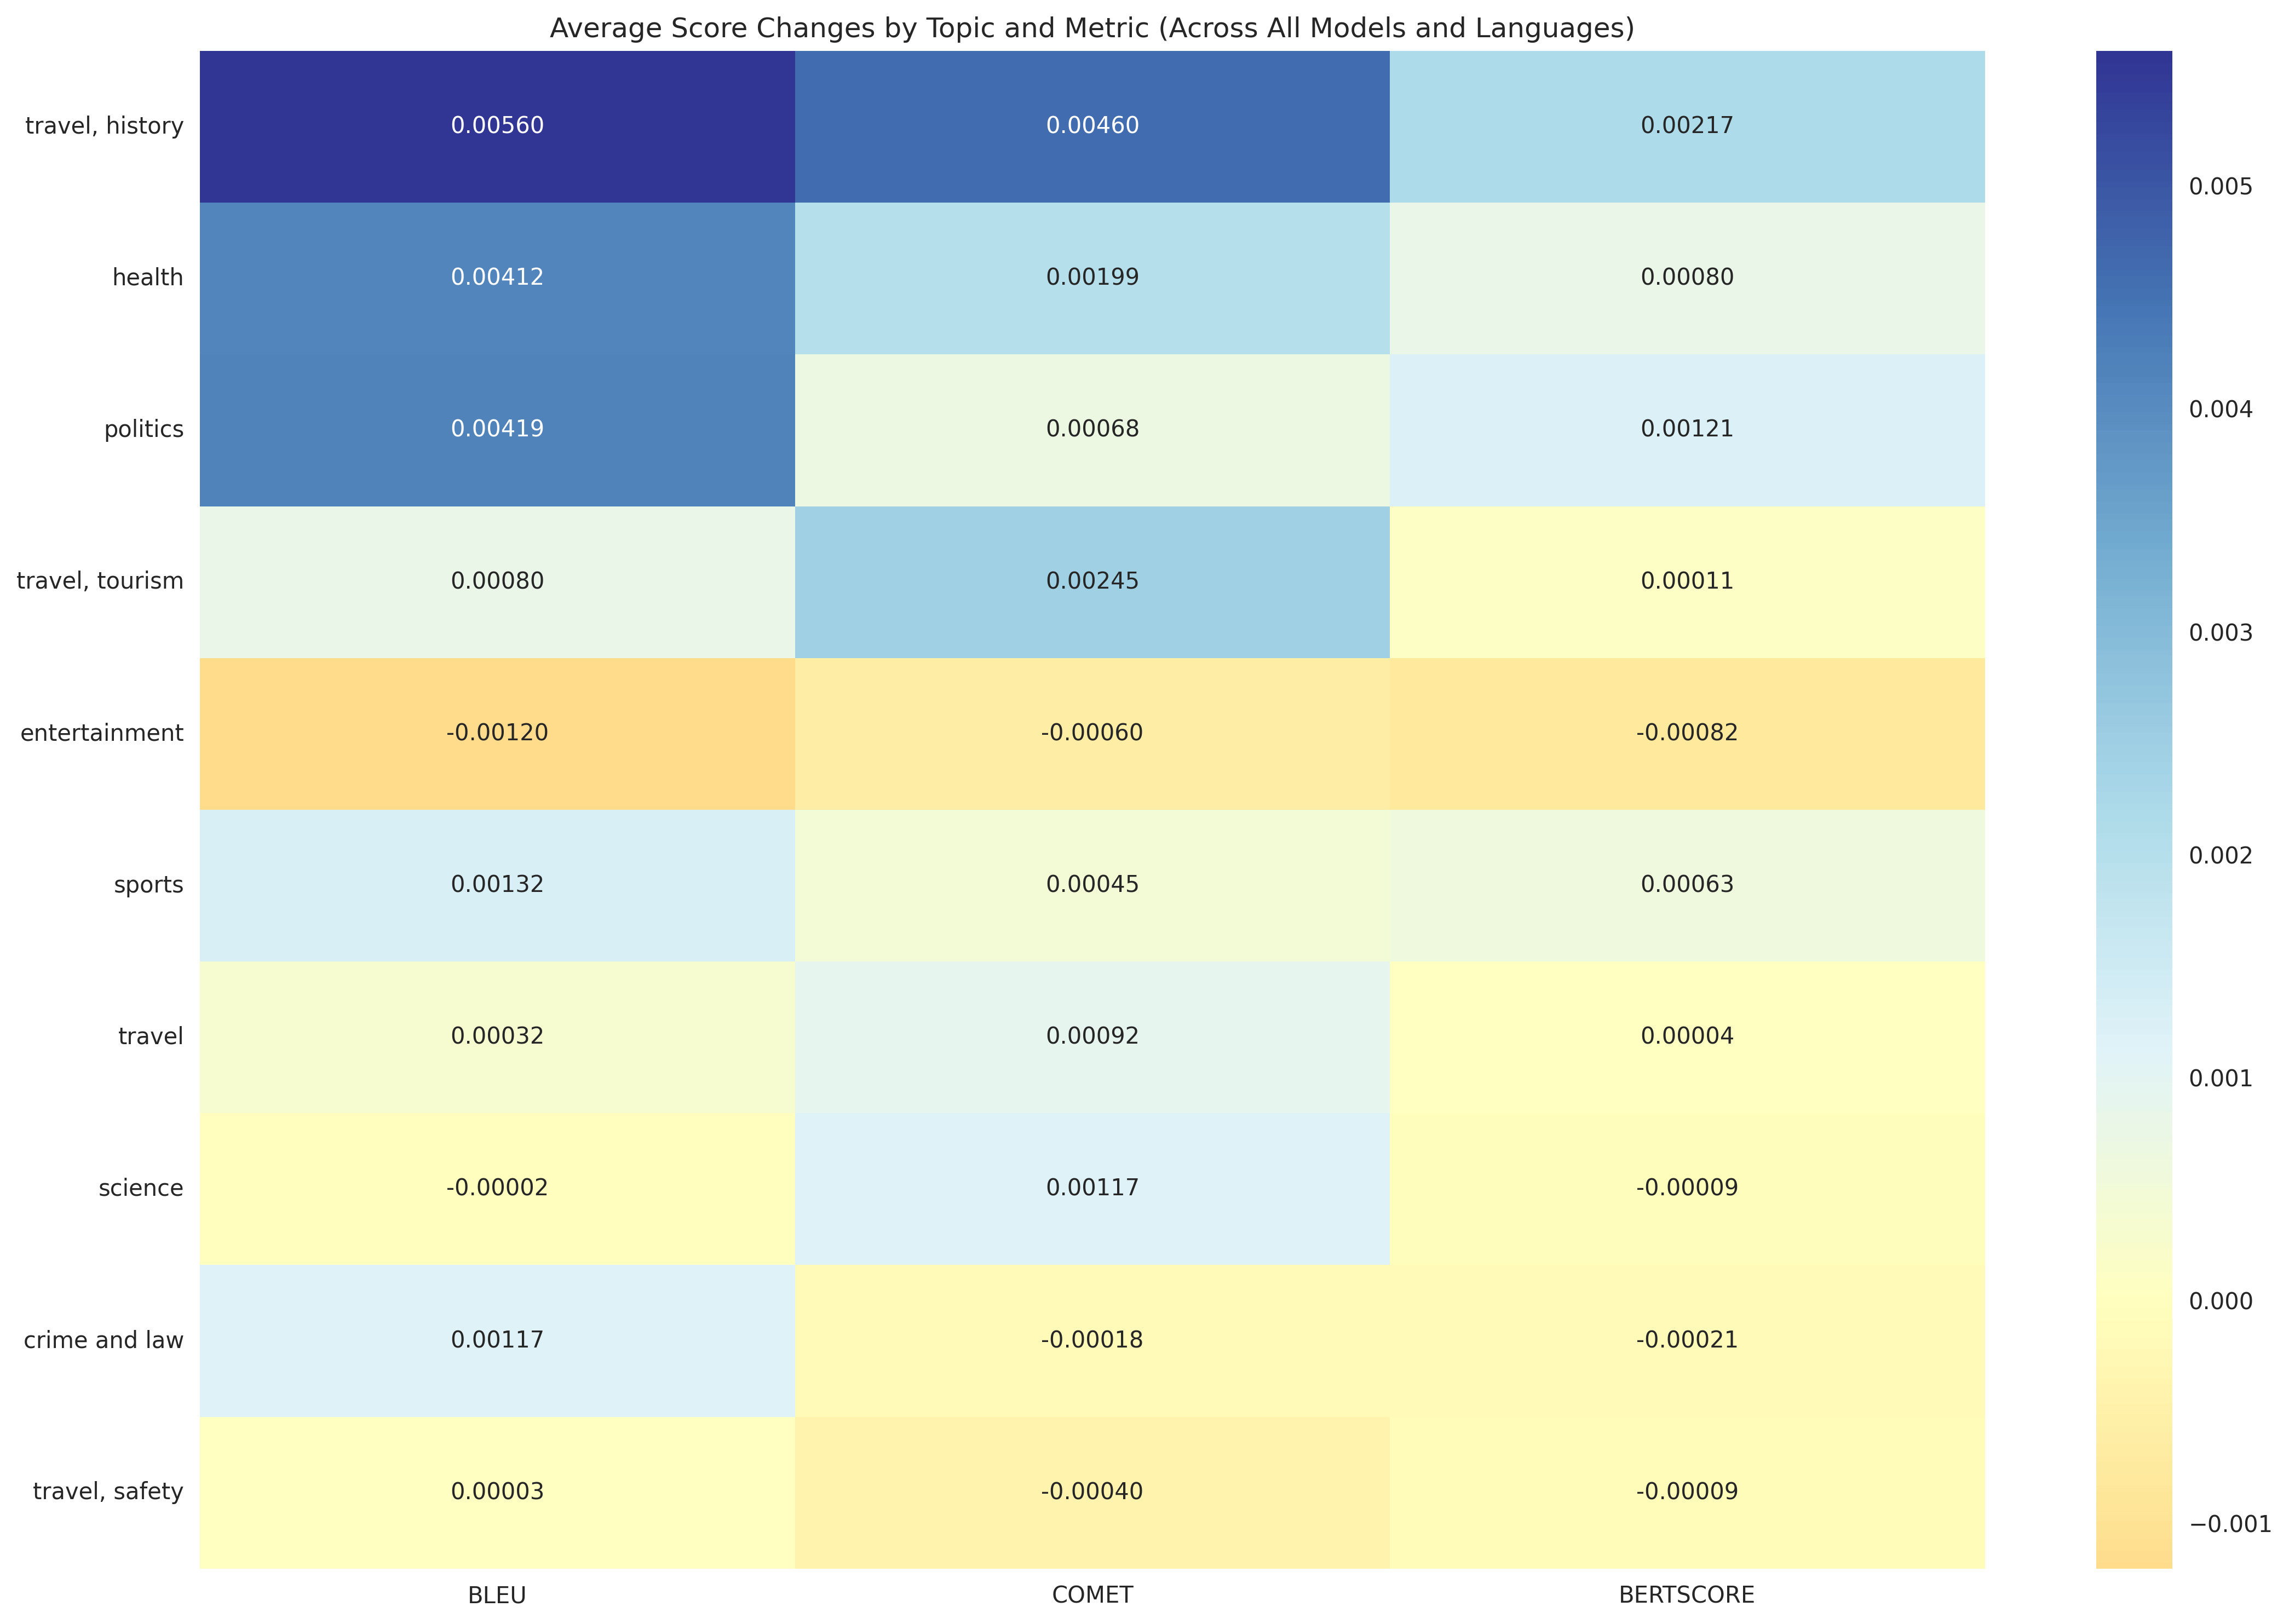 Average Score Changes by Topic and Metric (Across All Models and Languages)
travel, history 0.00560 0.00460 0.00217
health 0.00412 0.00199 0.00080
politics 0.00419 0.00068 0.00121
travel, tourism 0.00080 0.00245 0.00011
entertainment -0.00120 -0.00060 -0.00082
sports 0.00132 0.00045 0.00063
travel 0.00032 0.00092 0.00004
science -0.00002 0.00117 -0.00009
crime and law 0.00117 -0.00018 -0.00021
travel, safety 0.00003 -0.00040 -0.00009
BLEU COMET BERTSCORE
0.005
0.004
0.003
0.002
0.001
0.000
−0.001